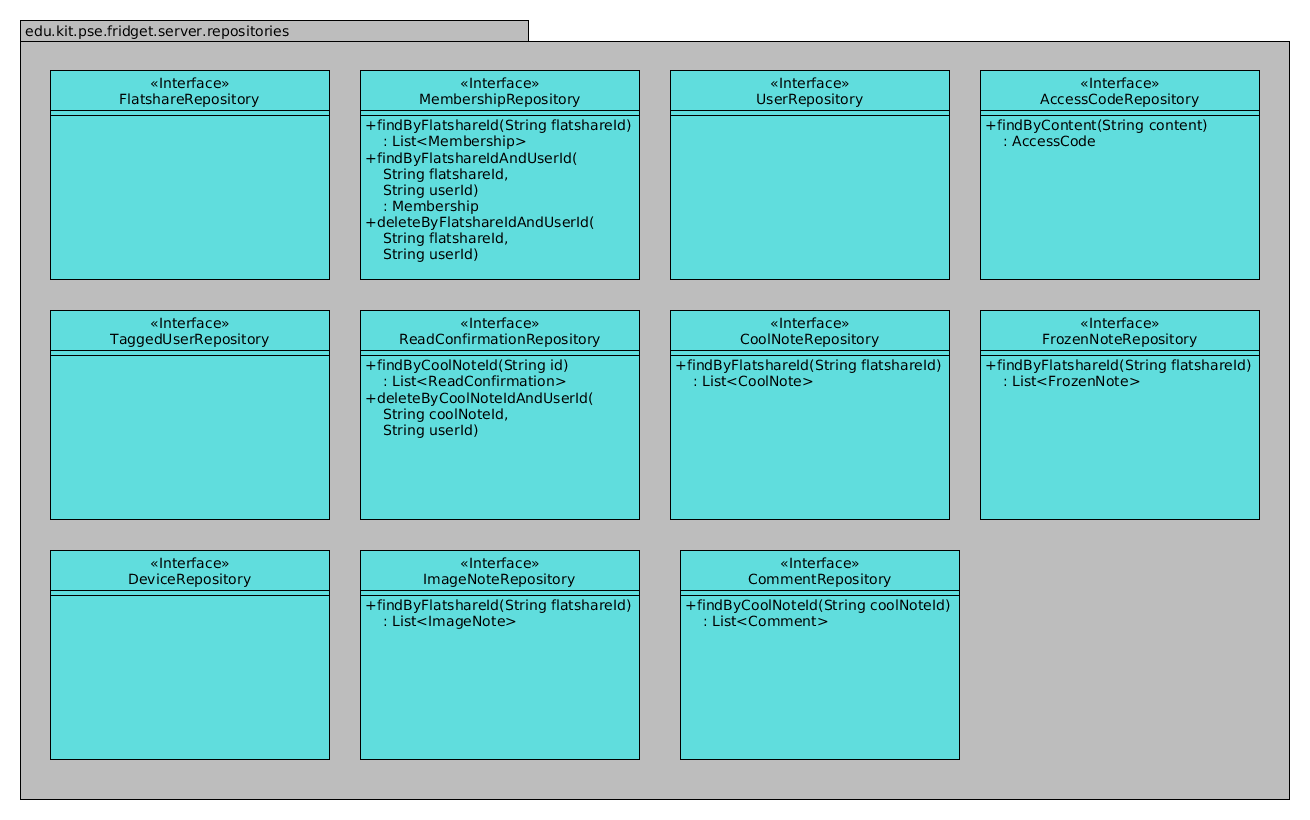 edu.kit.pse.fridget.server.repositories
«Interface»
FlatshareRepository
«Interface»
MembershipRepository
+findByFlatshareId(String flatshareId)
: List<Membership>
+findByFlatshareIdAndUserId(
String flatshareId,
String userId)
: Membership
+deleteByFlatshareIdAndUserId(
String flatshareId,
String userId)
«Interface»
UserRepository
«Interface»
AccessCodeRepository
+findByContent(String content)
: AccessCode
«Interface»
TaggedUserRepository
«Interface»
ReadConfirmationRepository
+findByCoolNoteId(String id)
: List<ReadConfirmation>
+deleteByCoolNoteIdAndUserId(
String coolNoteId,
String userId)
«Interface»
CoolNoteRepository
+findByFlatshareId(String flatshareId)
: List<CoolNote>
«Interface»
FrozenNoteRepository
+findByFlatshareId(String flatshareId)
: List<FrozenNote>
«Interface»
DeviceRepository
«Interface»
ImageNoteRepository
+findByFlatshareId(String flatshareId)
: List<ImageNote>
«Interface»
CommentRepository
+findByCoolNoteId(String coolNoteId)
: List<Comment>